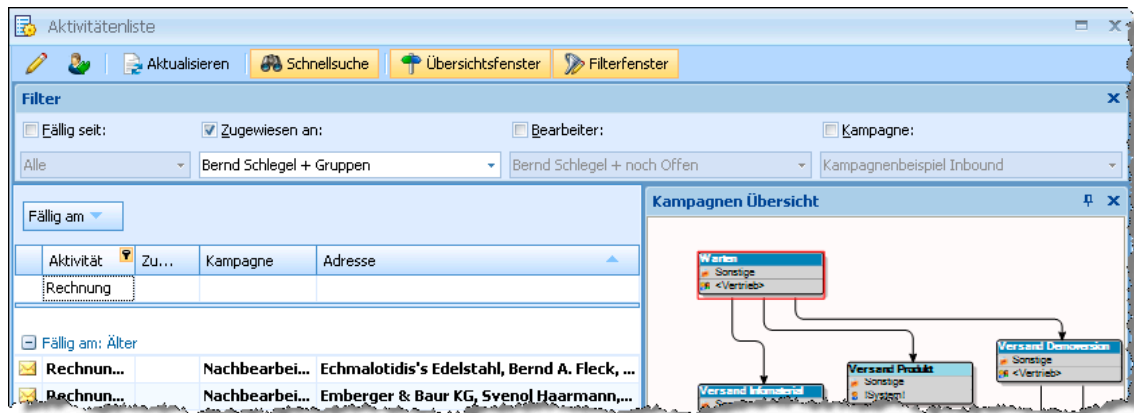 Aktivitätenliste
Aktualisieren Schnellsuche Übersichtsfenster Filterfenster
Filter
Fällig seit: Zugewiesen an: Bearbeiter: Kampagne:
Alle Bernd Schlegel + Gruppen Bernd Schlegel + noch Offen Kampagnenbeispiel Inbound
Kampagnen Übersicht
Fällig am
Aktivität Zu... Kampagne Adresse
Rechnung
Fällig am: Älter
Rechnun... Nachbearbei... Echmalotidis's Edelstahl, Bernd A. Fleck, ...
Rechnun... Nachbearbei... Emberger & Baur KG, Svenol Haarmann,...
Warten
Sonstige
<Vertrieb>
Versand Demoversion
Sonstige
<Vertrieb>
Versand Produkt
Sonstige
!System!
Versand Infomaterial